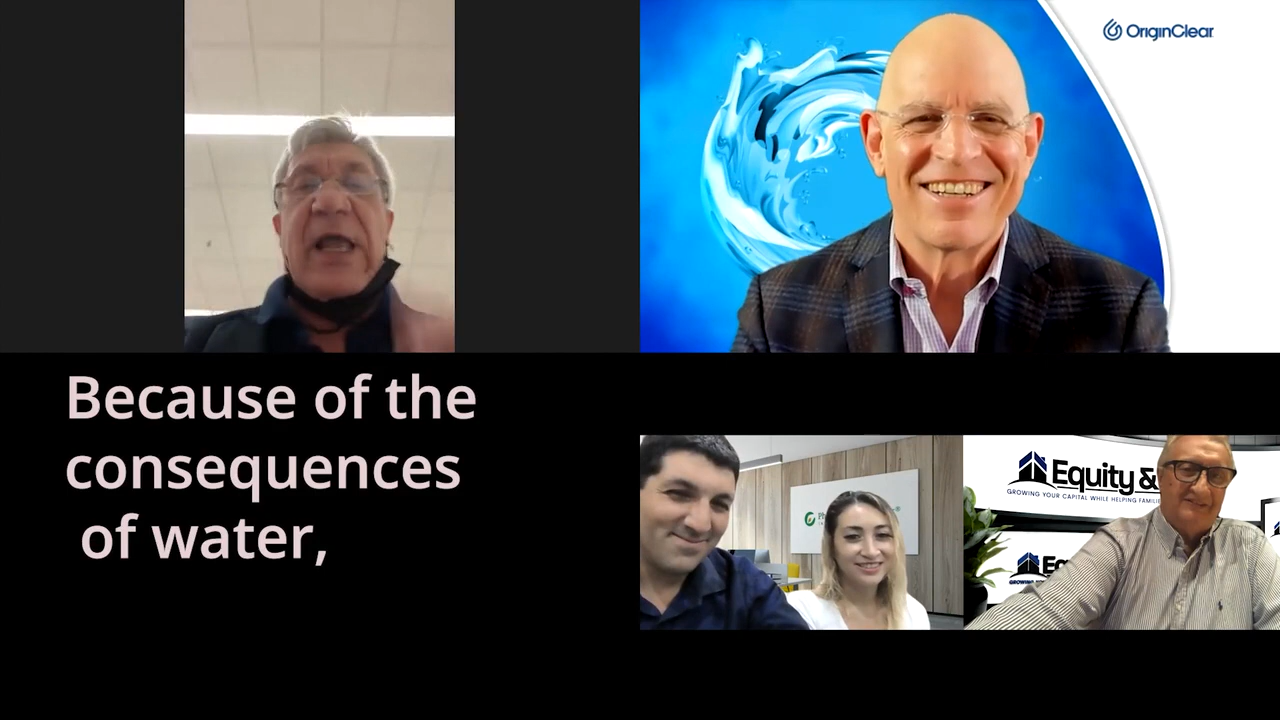 OriginClear
Because of the
consequences
of water,
Equity &
GROWING YOUR CAPITAL WHILE HELPING FAMILIE